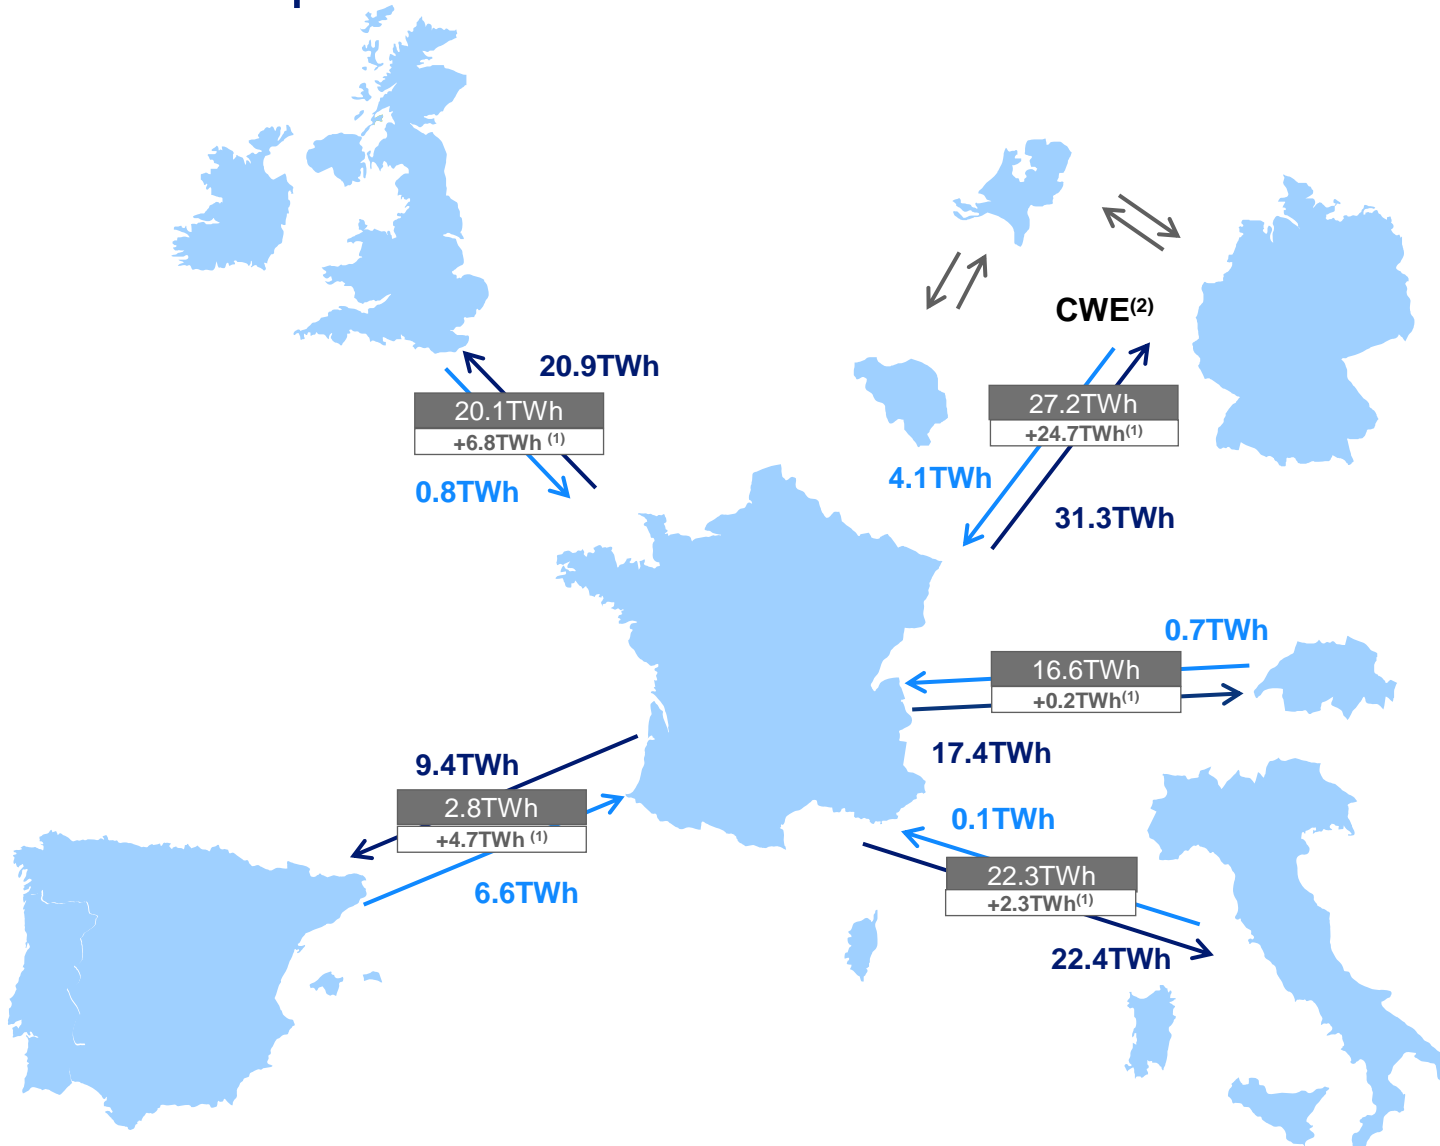 CWE(2)
20.9TWh
20.1TWh
+6.8TWh (1)
0.8TWh
27.2TWh
+24.7TWh(1)
4.1TWh
31.3TWh
0.7TWh
16.6TWh
+0.2TWh(1)
17.4TWh
9.4TWh
2.8TWh
+4.7TWh (1)
6.6TWh
0.1TWh
22.3TWh
+2.3TWh(1)
22.4TWh